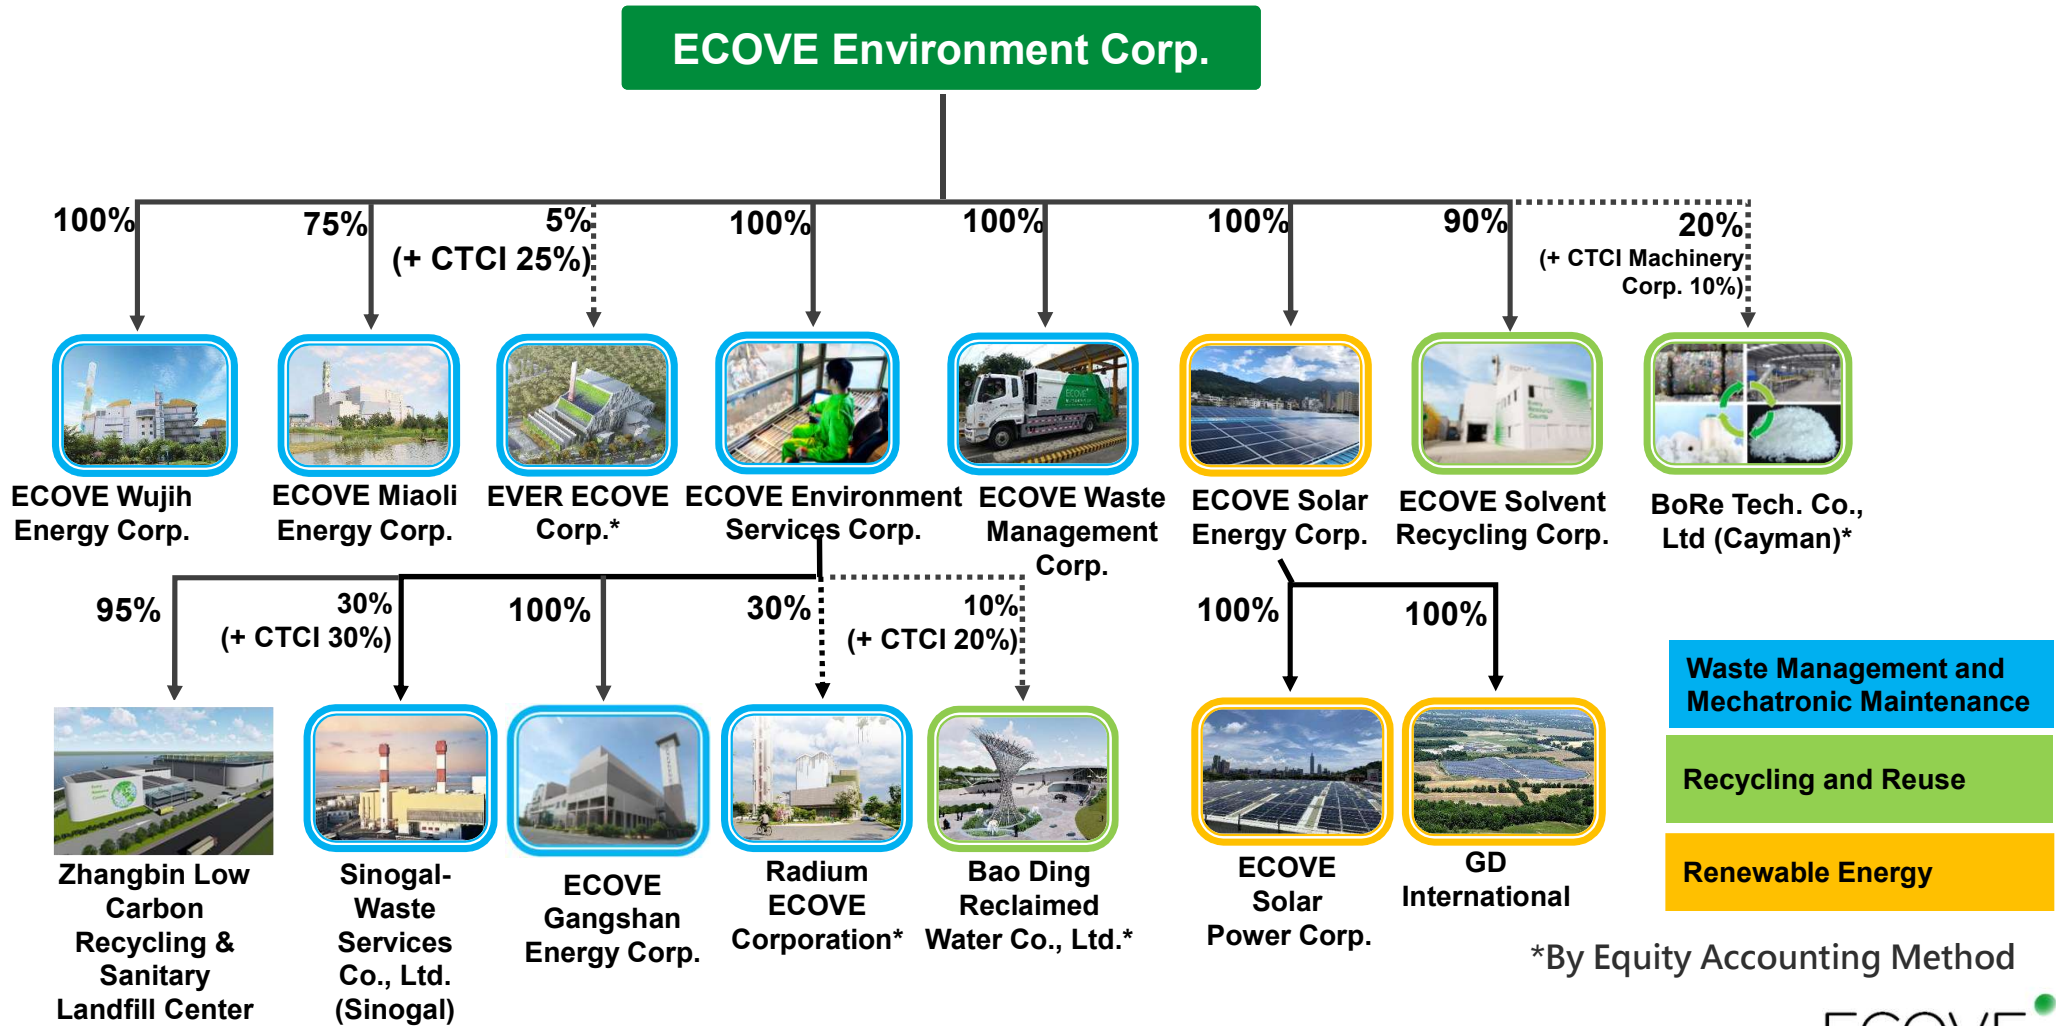 ECOVE Environment Corp.
100%
75%
5%
(+ CTCI 25%)
100%
100%
100%
90%
20%
(+ CTCI Machinery
Corp. 10%)
ECOVE Wujih
Energy Corp.
ECOVE Miaoli
Energy Corp.
EVER ECOVE
Corp.*
ECOVE Environment
Services Corp.
ECOVE Waste
Management
Corp.
ECOVE Solar
Energy Corp.
ECOVE Solvent
Recycling Corp.
BoRe Tech. Co.,
Ltd (Cayman)*
95%
30%
(+ CTCI 30%)
100%
30%
10%
(+ CTCI 20%)
100%
100%
Zhangbin Low
Carbon
Recycling &
Sanitary
Landfill Center
Sinogal-
Waste
Services
Co., Ltd.
(Sinogal)
ECOVE
Gangshan
Energy Corp.
Radium
ECOVE
Corporation*
Bao Ding
Reclaimed
Water Co., Ltd.*
ECOVE
Solar
Power Corp.
GD
International
Waste Management and
Mechatronic Maintenance
Recycling and Reuse
Renewable Energy
*By Equity Accounting Method
ECOVE